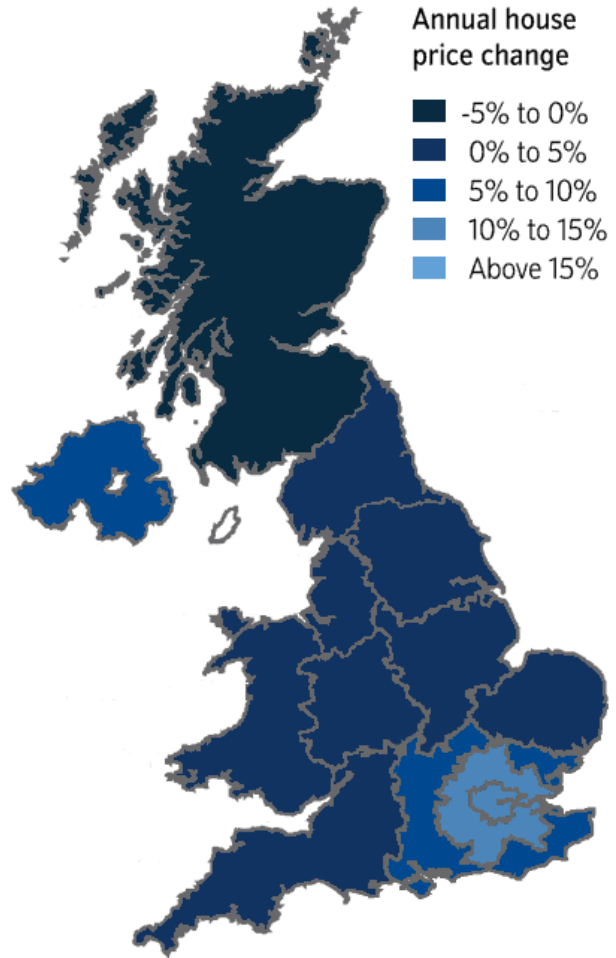 Annual house
price change
-5% to 0%
0% to 5%
5% to 10%
10% to 15%
Above 15%